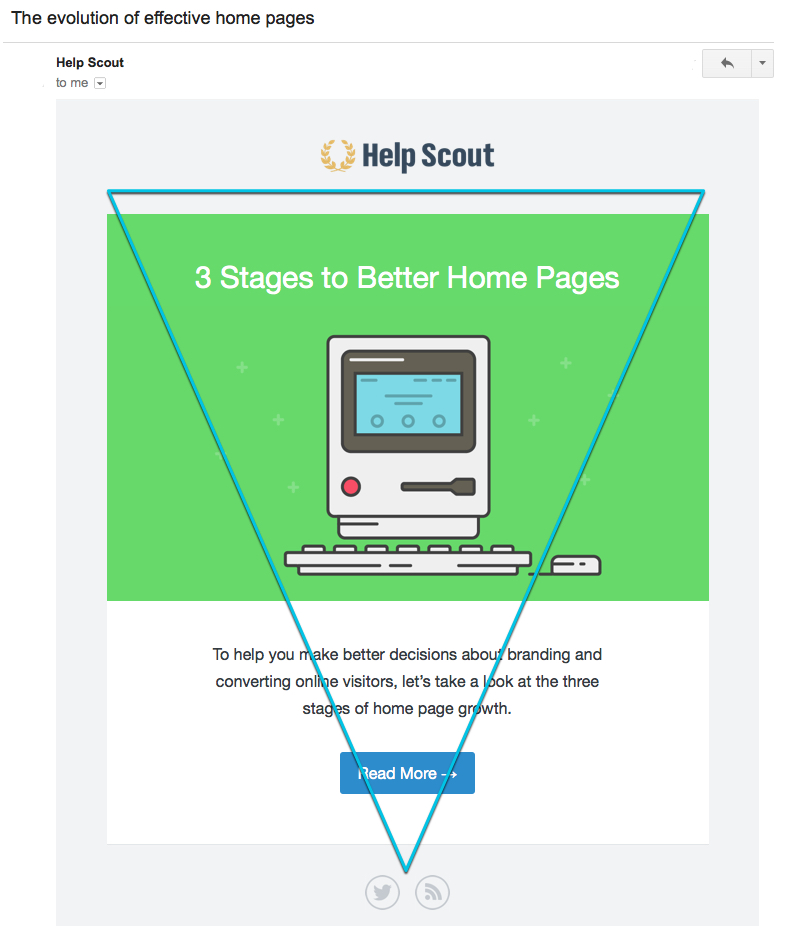 The evolution of effective home pages
Help Scout
to me
Help Scout
3 Stages to Better Home Pages
To help you make better decisions about branding and
converting online visitors, let's take a look at the three
stages of home page growth.
Read More →